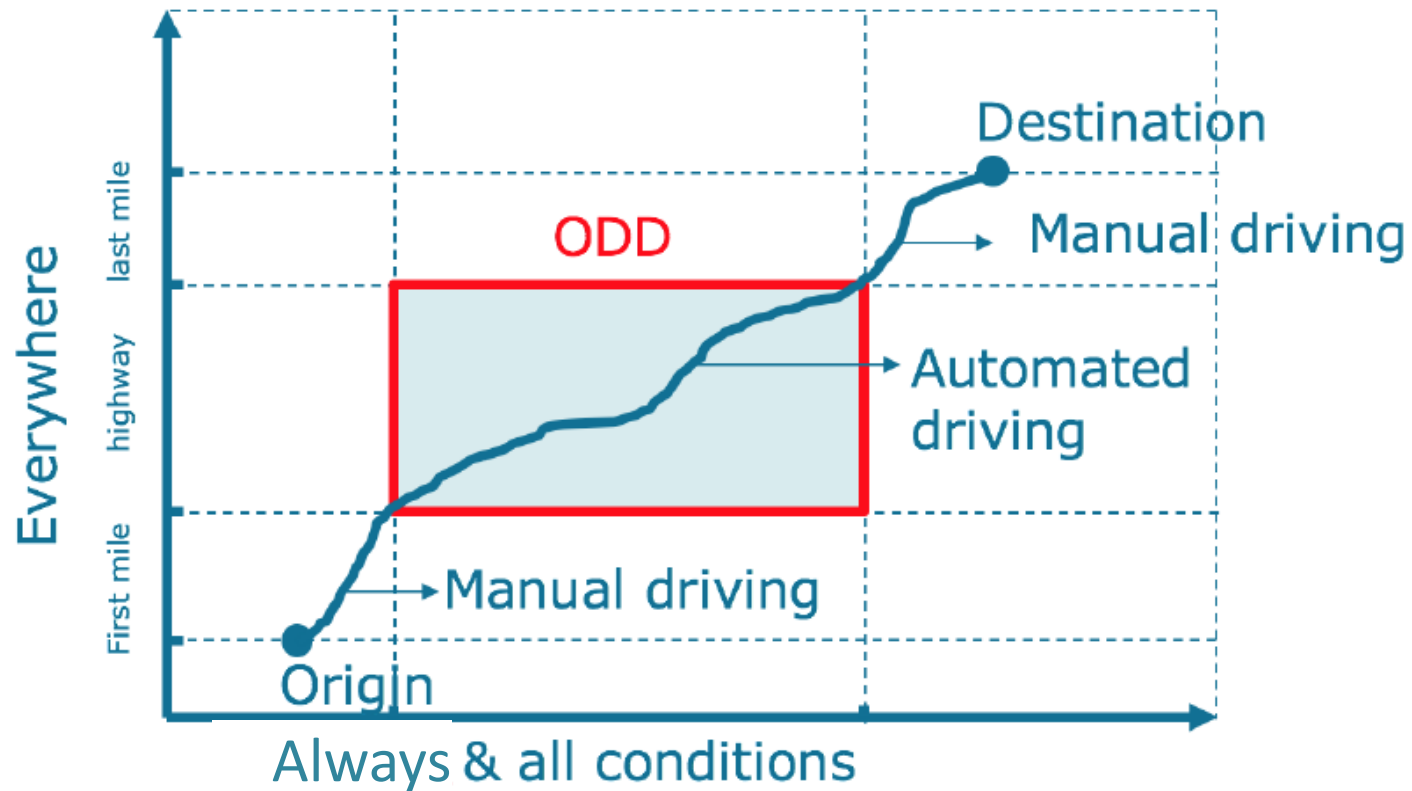 Destination
Manual driving
ODD
Automated
driving
Manual driving
Origin
Everywhere
last mile
highway
First mile
Always & all conditions